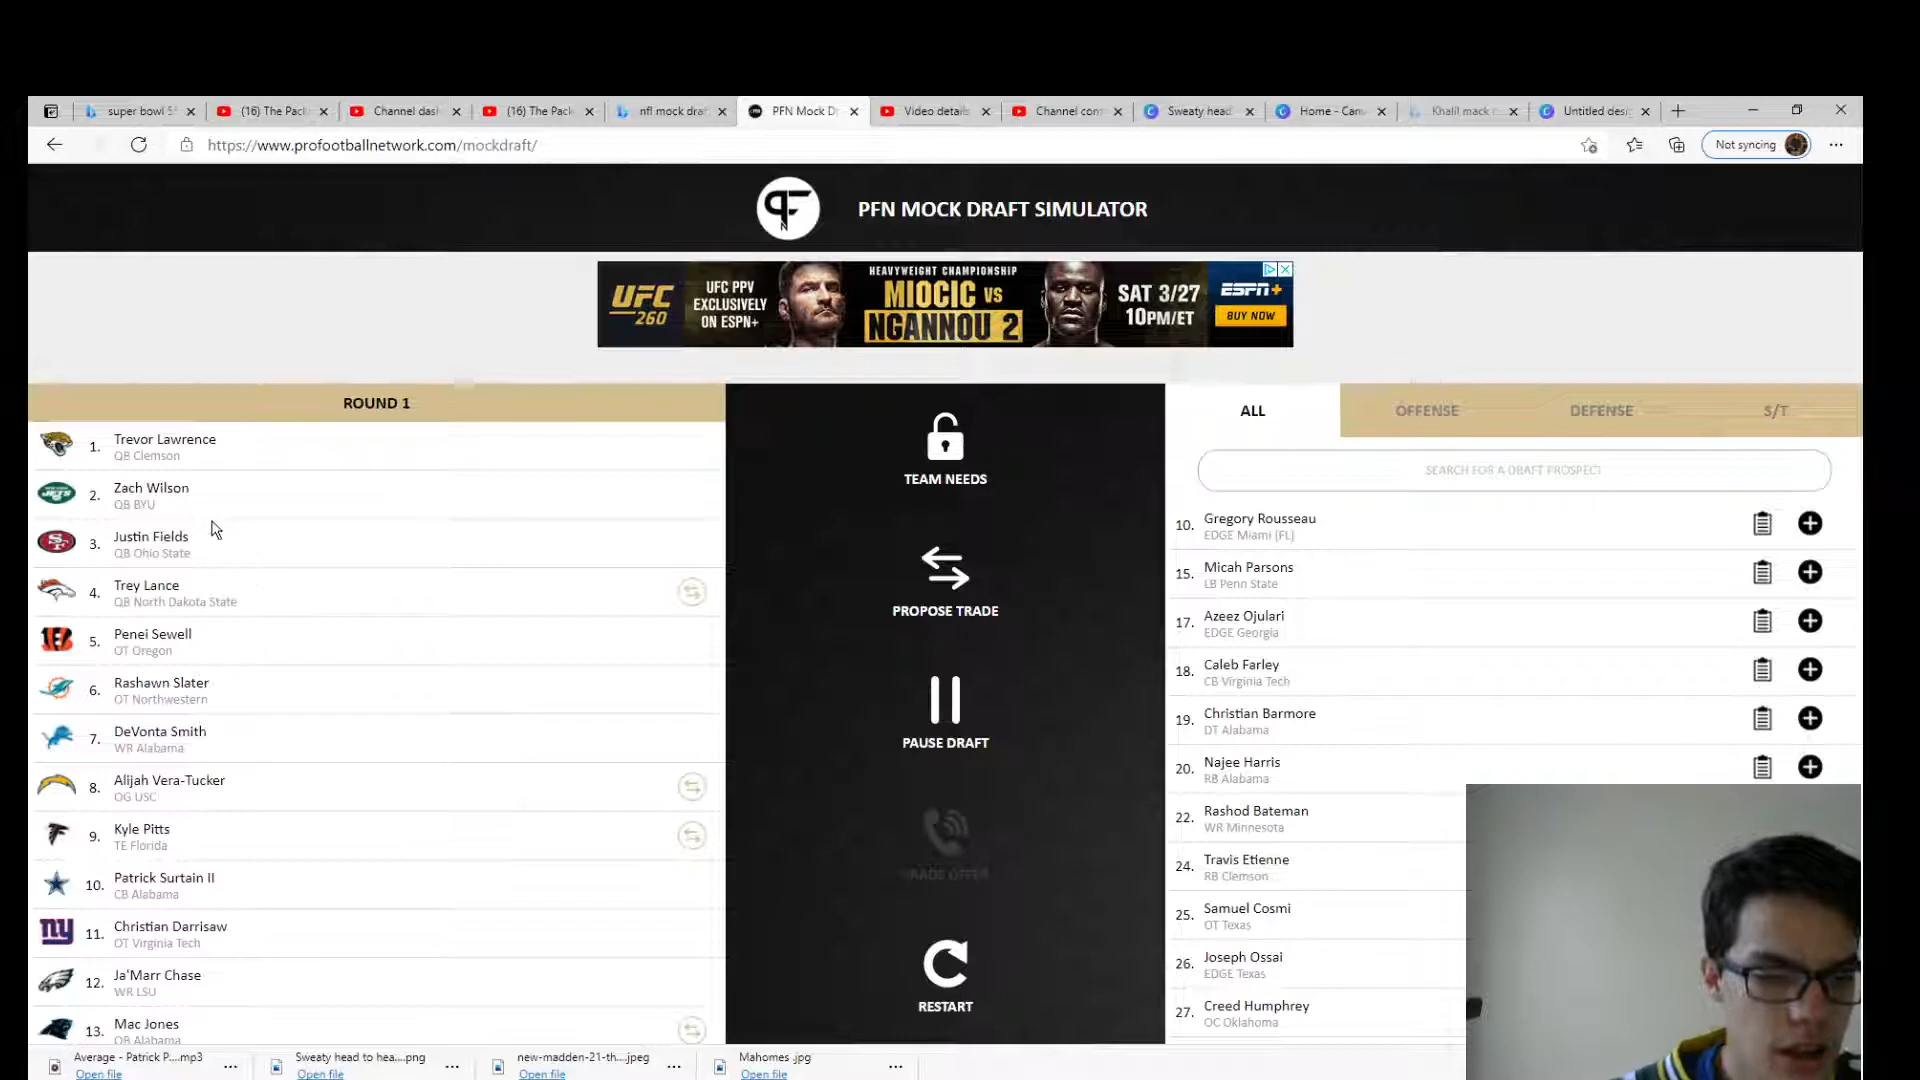 super bowl 5
(16) The Pack
Channel dash
(16) The Pack
nfl mock draf
PFN Mock Dr
Video details
Channel con
Sweaty head
Home - Can
Khalil mack
Untitled desi
https://www.profootballnetwork.com/mockdraft/
Not syncing
PFN MOCK DRAFT SIMULATOR
UFC 260
UFC PPV
EXCLUSIVELY
ON ESPN+
HEAVYWEIGHT CHAMPIONSHIP
MIOCIC VS
NGANNOU 2
SAT 3/27
10PM/ET
ESPN+
BUY NOW
ROUND 1
1. Trevor Lawrence
QB Clemson
2. Zach Wilson
QB BYU
3. Justin Fields
QB Ohio State
4. Trey Lance
QB North Dakota State
5. Penei Sewell
OT Oregon
6. Rashawn Slater
OT Northwestern
7. DeVonta Smith
WR Alabama
8. Alijah Vera-Tucker
OG USC
9. Kyle Pitts
TE Florida
10. Patrick Surtain II
CB Alabama
11. Christian Darrisaw
OT Virginia Tech
12. Ja'Marr Chase
WR LSU
13. Mac Jones
QB Alabama
TEAM NEEDS
PROPOSE TRADE
PAUSE DRAFT
TRADE OFFER
RESTART
ALL
OFFENSE
DEFENSE
S/T
SEARCH FOR A DRAFT PROSPECT
10. Gregory Rousseau
EDGE Miami (FL)
15. Micah Parsons
LB Penn State
17. Azeez Ojulari
EDGE Georgia
18. Caleb Farley
CB Virginia Tech
19. Christian Barmore
DT Alabama
20. Najee Harris
RB Alabama
22. Rashod Bateman
WR Minnesota
24. Travis Etienne
RB Clemson
25. Samuel Cosmi
OT Texas
26. Joseph Ossai
EDGE Texas
27. Creed Humphrey
OC Oklahoma
Average - Patrick P....mp3
Open file
Sweaty head to hea....png
Open file
new-madden-21-th....jpeg
Open file
Mahomes .jpg
Open file